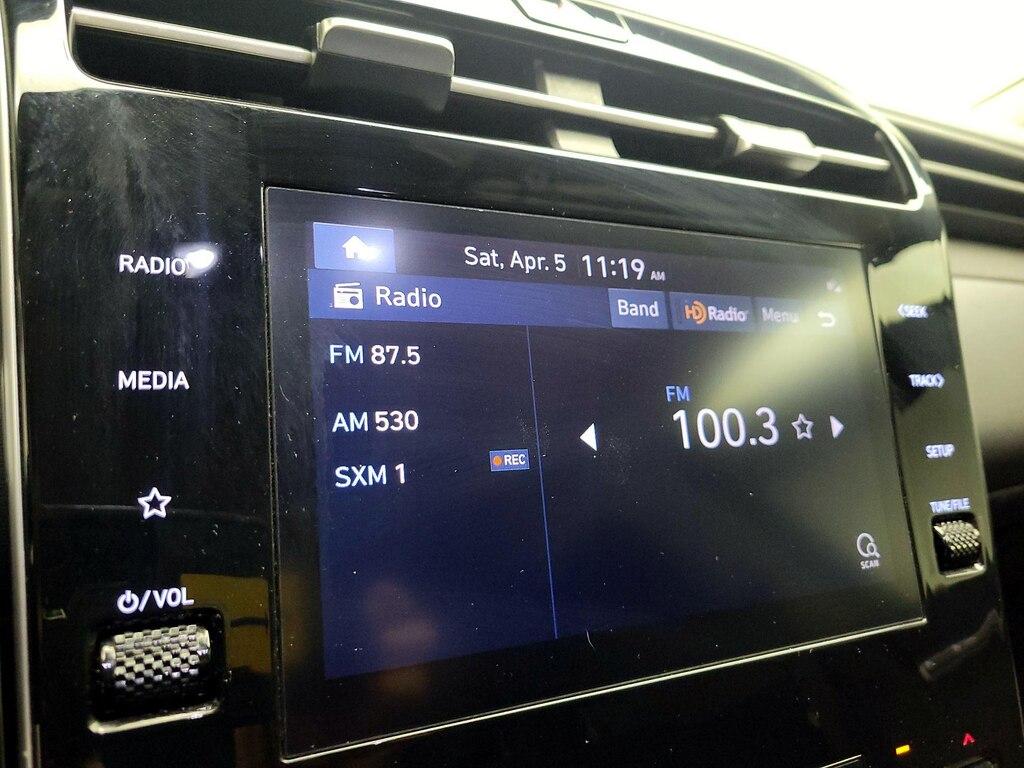 RADIO
MEDIA
/VOL
Sat, Apr. 5 11:19 AM
Radio
Band HD Radio Menu
FM 87.5
AM 530
SXM 1
REC
FM
100.3
SCAN
SEEK
TRACK
SETUP
TUNE/FILE